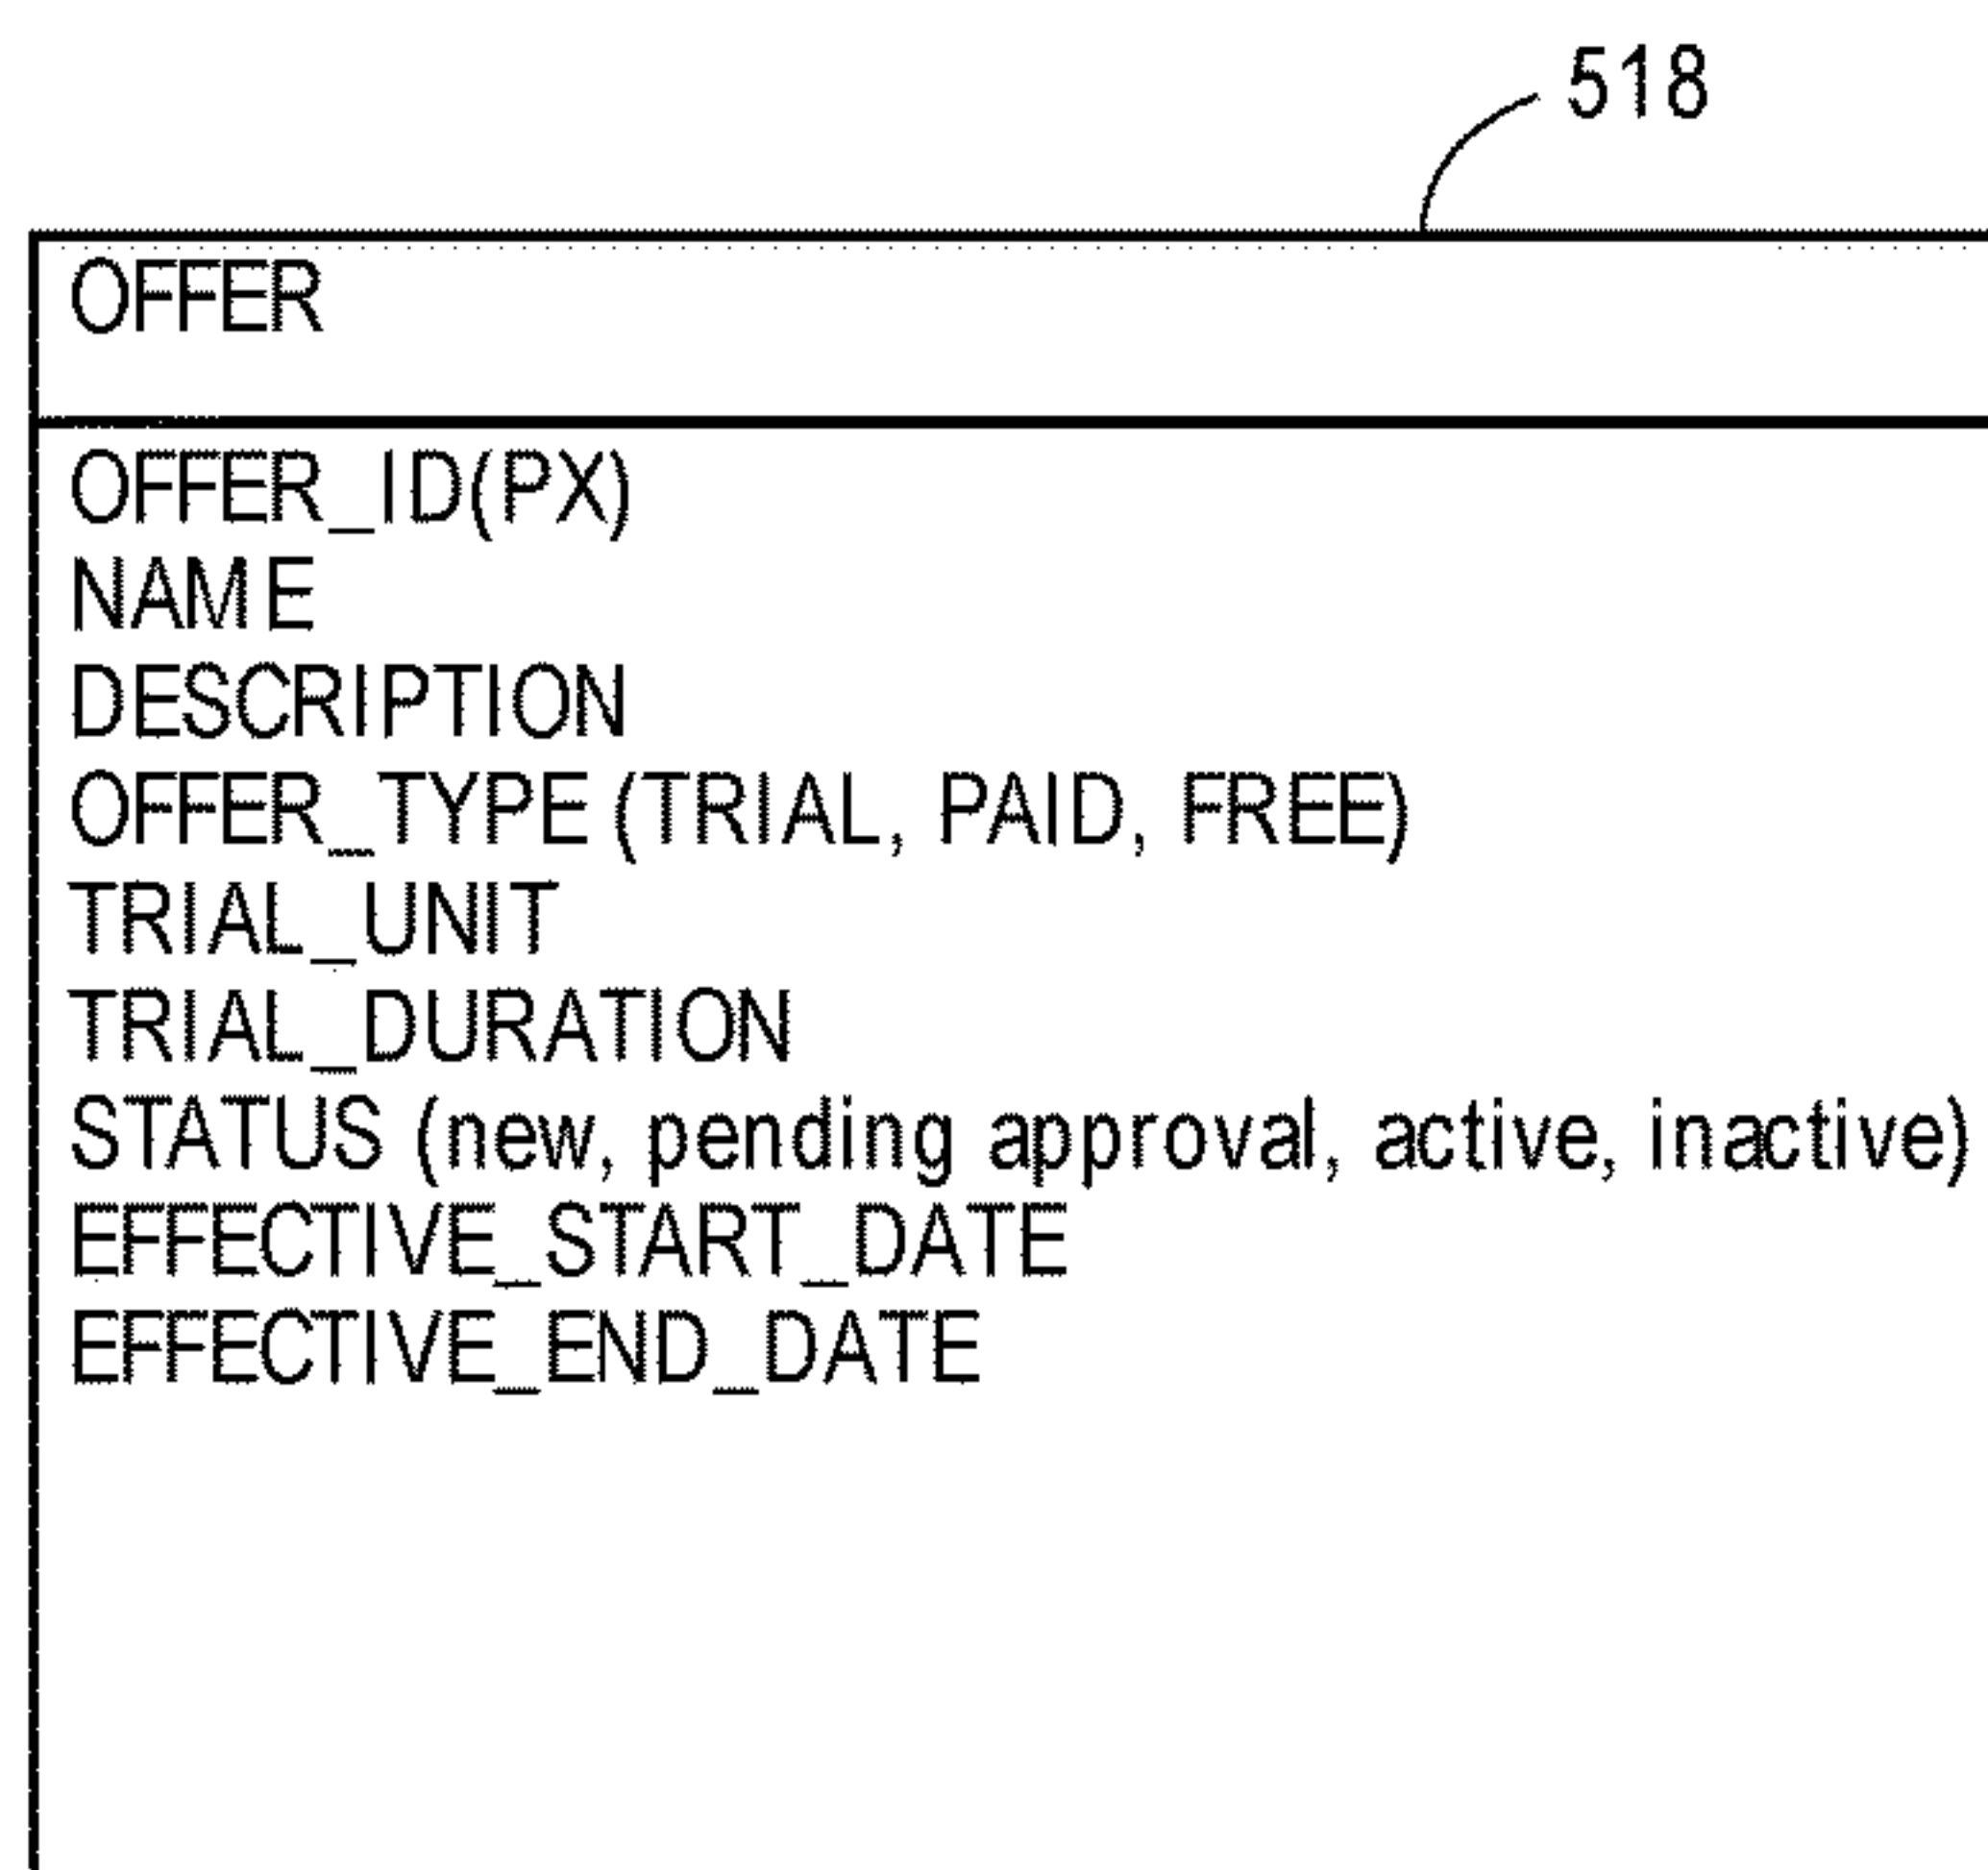 518
OFFER
OFFER_ID(PX)
NAME
DESCRIPTION
OFFER_TYPE (TRIAL, PAID, FREE)
TRIAL_UNIT
TRIAL_DURATION
STATUS (new, pending approval, active, inactive)
EFFECTIVE_START_DATE
EFFECTIVE_END_DATE